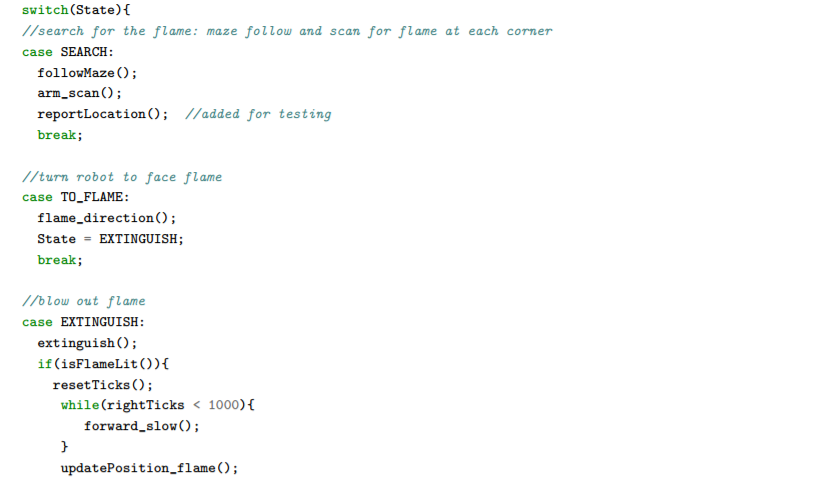 switch(State){
//search for the flame: maze follow and scan for flame at each corner
case SEARCH:
followMaze();
arm_scan();
reportLocation(); //added for testing
break;
//turn robot to face flame
case TO_FLAME:
flame_direction();
State = EXTINGUISH;
break;
//blow out flame
case EXTINGUISH:
extinguish();
if(isFlameLit()){
resetTicks();
while(rightTicks < 1000){
forward_slow();
}
updatePosition_flame();